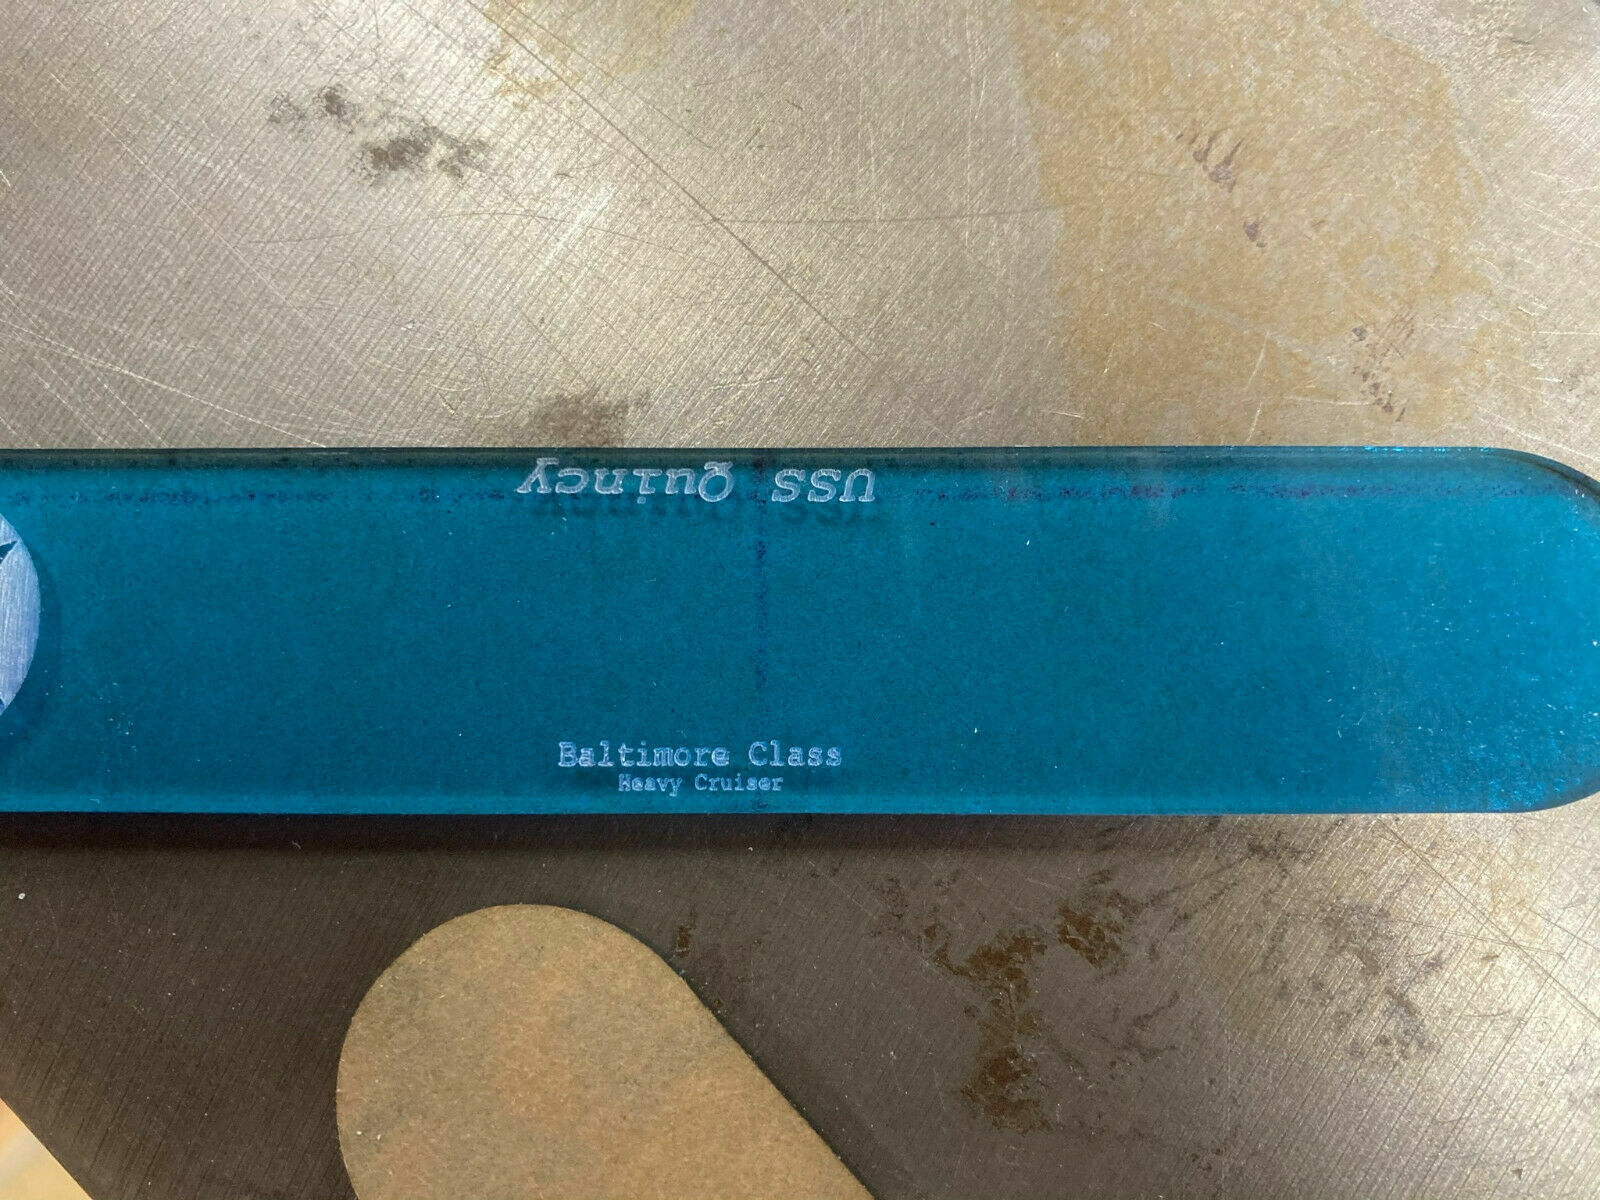 USS Quincy
Baltimore Class
Heavy Cruiser